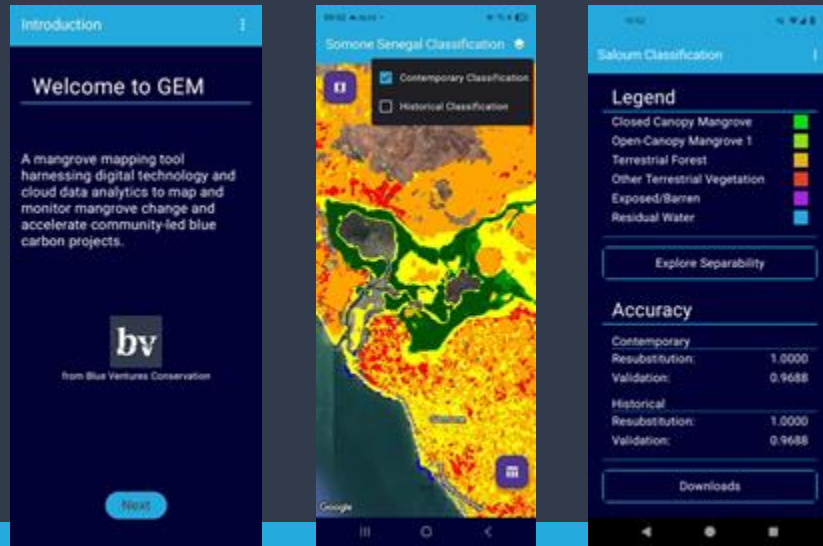 Introduction
Welcome to GEM
A mangrove mapping tool
harnessing digital technology and
cloud data analytics to map and
monitor mangrove change and
accelerate community-led blue
carbon projects.
bv
from Blue Ventures Conservation
Next
Somone Senegal Classification
Contemporary Classification
Historical Classification
Google
Saloum Classification
Legend
Closed Canopy Mangrove
Open-Canopy Mangrove 1
Terrestrial Forest
Other Terrestrial Vegetation
Exposed/Barren
Residual Water
Explore Separability
Accuracy
Contemporary
Resubstitution: 1.0000
Validation: 0.9688
Historical
Resubstitution: 1.0000
Validation: 0.9688
Downloads